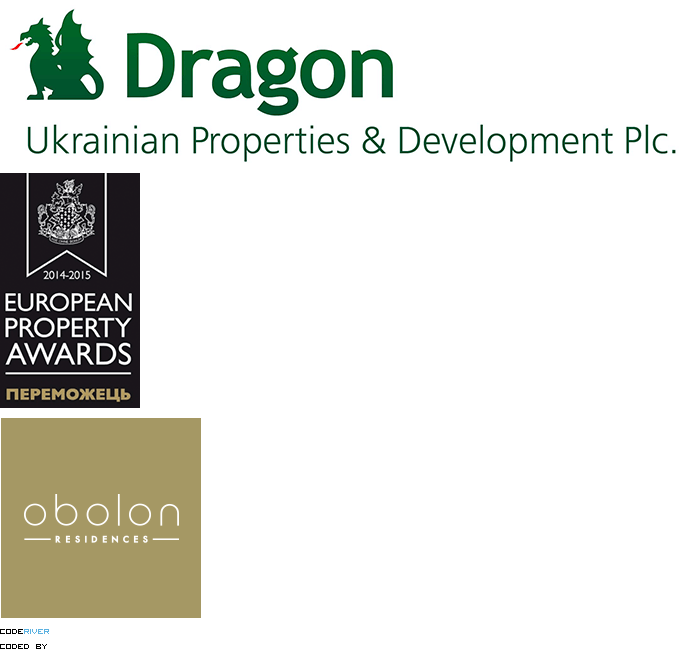 Dragon
Ukrainian Properties & Development Plc.
2014-2015
EUROPEAN
PROPERTY
AWARDS
ПЕРЕМОЖЕЦЬ
obolon
RESIDENCES
CODERIVER
CODED BY